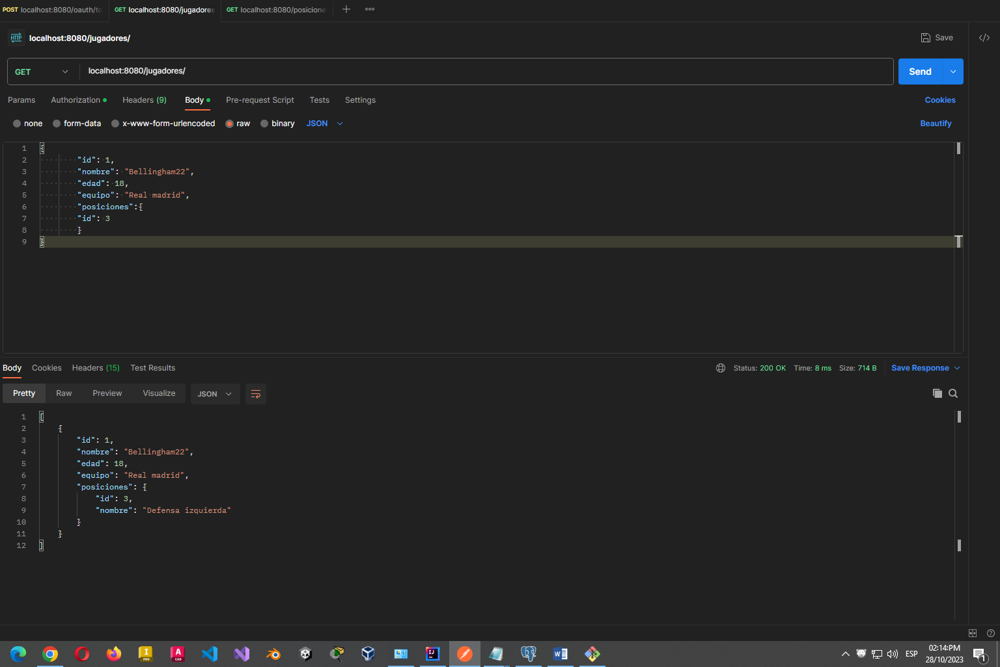 POST localhost:8080/oauth/to GET localhost:8080/jugadores GET localhost:8080/posicione
HTTP localhost:8080/jugadores/ Save
GET localhost:8080/jugadores/ Send
Params Authorization Headers (9) Body Pre-request Script Tests Settings Cookies
none form-data x-www-form-urlencoded raw binary JSON Beautify
1 {
2 "id": 1,
3 "nombre": "Bellingham22",
4 "edad": 18,
5 "equipo": "Real madrid",
6 "posiciones":{
7 "id": 3
8 }
9 }
Body Cookies Headers (15) Test Results Status: 200 OK Time: 8 ms Size: 714 B Save Response
Pretty Raw Preview Visualize JSON
1 [
2 {
3 "id": 1,
4 "nombre": "Bellingham22",
5 "edad": 18,
6 "equipo": "Real madrid",
7 "posiciones": {
8 "id": 3,
9 "nombre": "Defensa izquierda"
10 }
11 }
12 ]
I PRO A CAD IJ W ESP 02:14:PM 1
28/10/2023